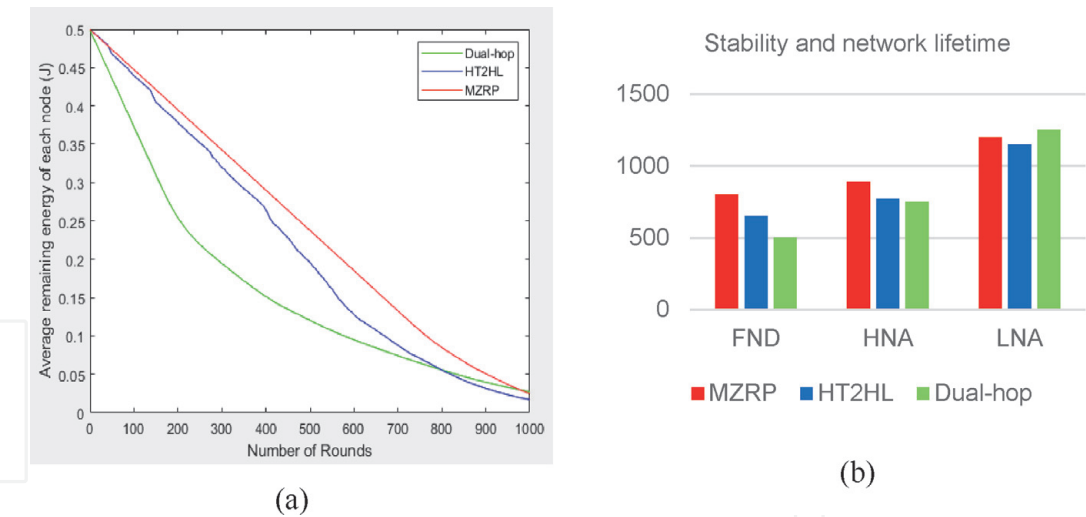 0.5
0.45
0.4
0.35
0.3
0.25
0.2
0.15
0.1
0.05
0
Average remaining energy of each node (J)
Dual-hop
HT2HL
MZRP
0 100 200 300 400 500 600 700 800 900 1000
Number of Rounds
(a)
Stability and network lifetime
1500
1000
500
0
FND HNA LNA
MZRP HT2HL Dual-hop
(b)